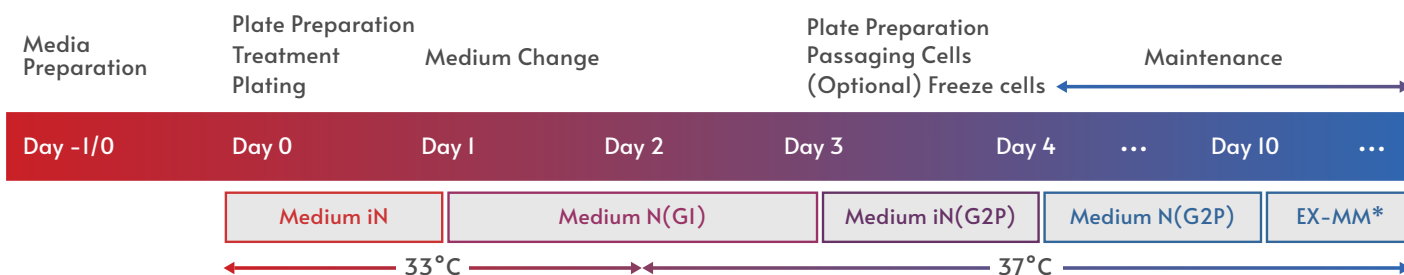 Media
Preparation
Plate Preparation
Treatment
Plating
Medium Change
Plate Preparation
Passaging Cells
(Optional) Freeze cells
Maintenance
Day -1/0
Day 0
Day 1
Day 2
Day 3
Day 4
...
Day 10
...
Medium iN
Medium N(G1)
Medium iN(G2P)
Medium N(G2P)
EX-MM*
33°C
37°C